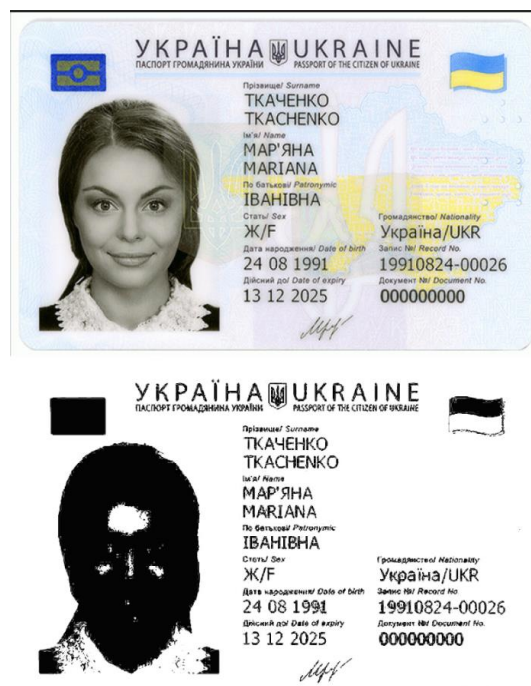 УКРАЇНА UKRAINE
ПАСПОРТ ГРОМАДЯНИНА УКРАЇНИ PASSPORT OF THE CITIZEN OF UKRAINE
Прізвище/ Surname
ТКАЧЕНКО
TKACHENKO
Ім'я/ Name
МАР'ЯНА
MARIANA
По батькові/ Patronymic
ІВАНІВНА
Стать/ Sex Громадянство/ Nationality
Ж/F Україна/UKR
Дата народження/ Date of birth Запис №/ Record No.
24 08 1991 19910824-00026
Дійсний до/ Date of expiry Документ №/ Document No.
13 12 2025 000000000
УКРАЇНА UKRAINE
ПАСПОРТ ГРОМАДЯНИНА УКРАЇНИ PASSPORT OF THE CITIZEN OF UKRAINE
Прізвище/ Surname
ТКАЧЕНКО
TKACHENKO
Ім'я/ Name
МАР'ЯНА
MARIANA
По батькові/ Patronymic
ІВАНІВНА
Стать/ Sex Громадянство/ Nationality
Ж/F Україна/UKR
Дата народження/ Date of birth Запис №/ Record No.
24 08 1991 19910824-00026
Дійсний до/ Date of expiry Документ №/ Document No.
13 12 2025 000000000